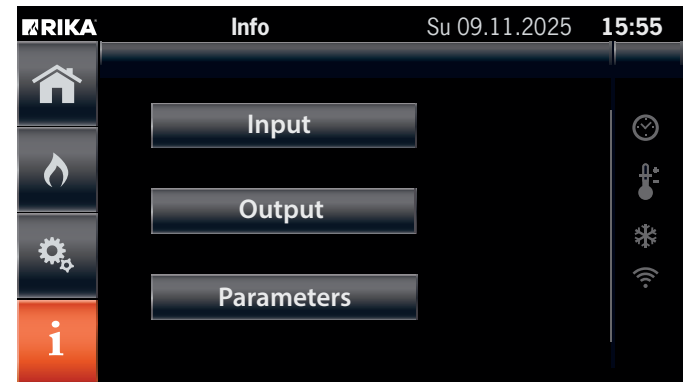 RIKA Info Su 09.11.2025 15:55
Input
Output
Parameters
i